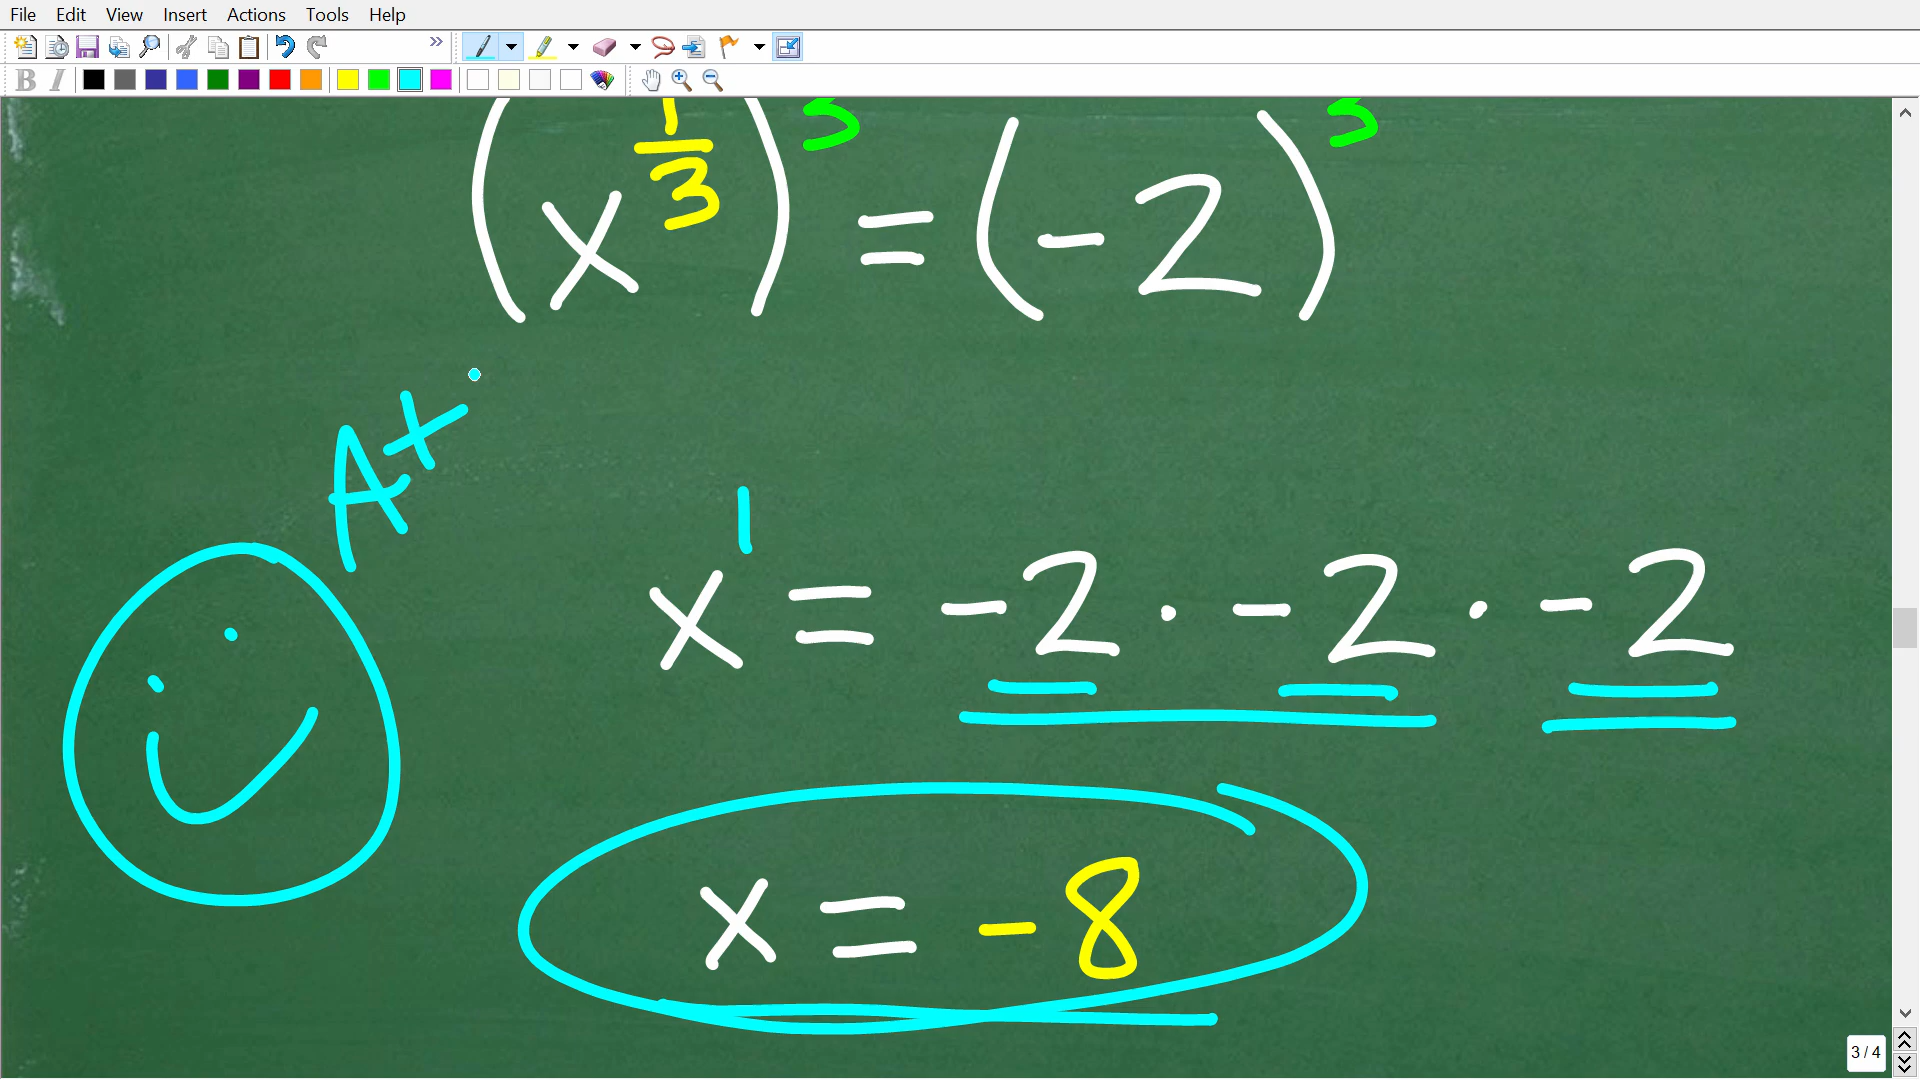 File Edit View Insert Actions Tools Help
B I
(x^(1/3))^3 = (-2)^3
A+
x^1 = -2 · -2 · -2
x = -8
3 / 4